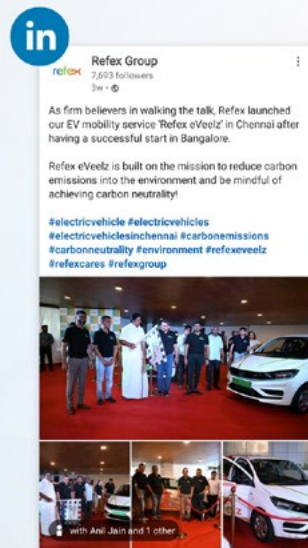 in
refex
Refex Group
7,693 followers
3w •
As firm believers in walking the talk, Refex launched
our EV mobility service 'Refex eVeelz' in Chennai after
having a successful start in Bangalore.
Refex eVeelz is built on the mission to reduce carbon
emissions into the environment and be mindful of
achieving carbon neutrality!
#electricvehicle #electricvehicles
#electricvehiclesinchennai #carbonemissions
#carbonneutrality #environment #refexeveelz
#refexcares #refexgroup
with Anil Jain and 1 other